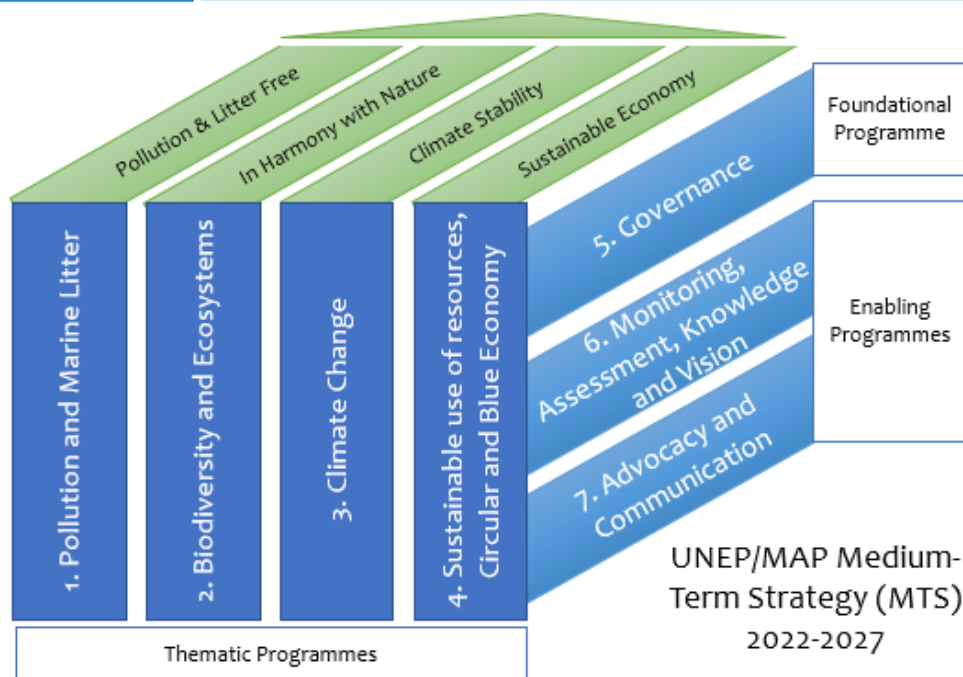 Pollution & Litter Free
In Harmony with Nature
Climate Stability
Sustainable Economy
Foundational
Programme
1. Pollution and Marine Litter
2. Biodiversity and Ecosystems
3. Climate Change
4. Sustainable use of resources,
Circular and Blue Economy
5. Governance
6. Monitoring,
Assessment, Knowledge
and Vision
7. Advocacy and
Communication
Enabling
Programmes
UNEP/MAP Medium-
Term Strategy (MTS)
2022-2027
Thematic Programmes